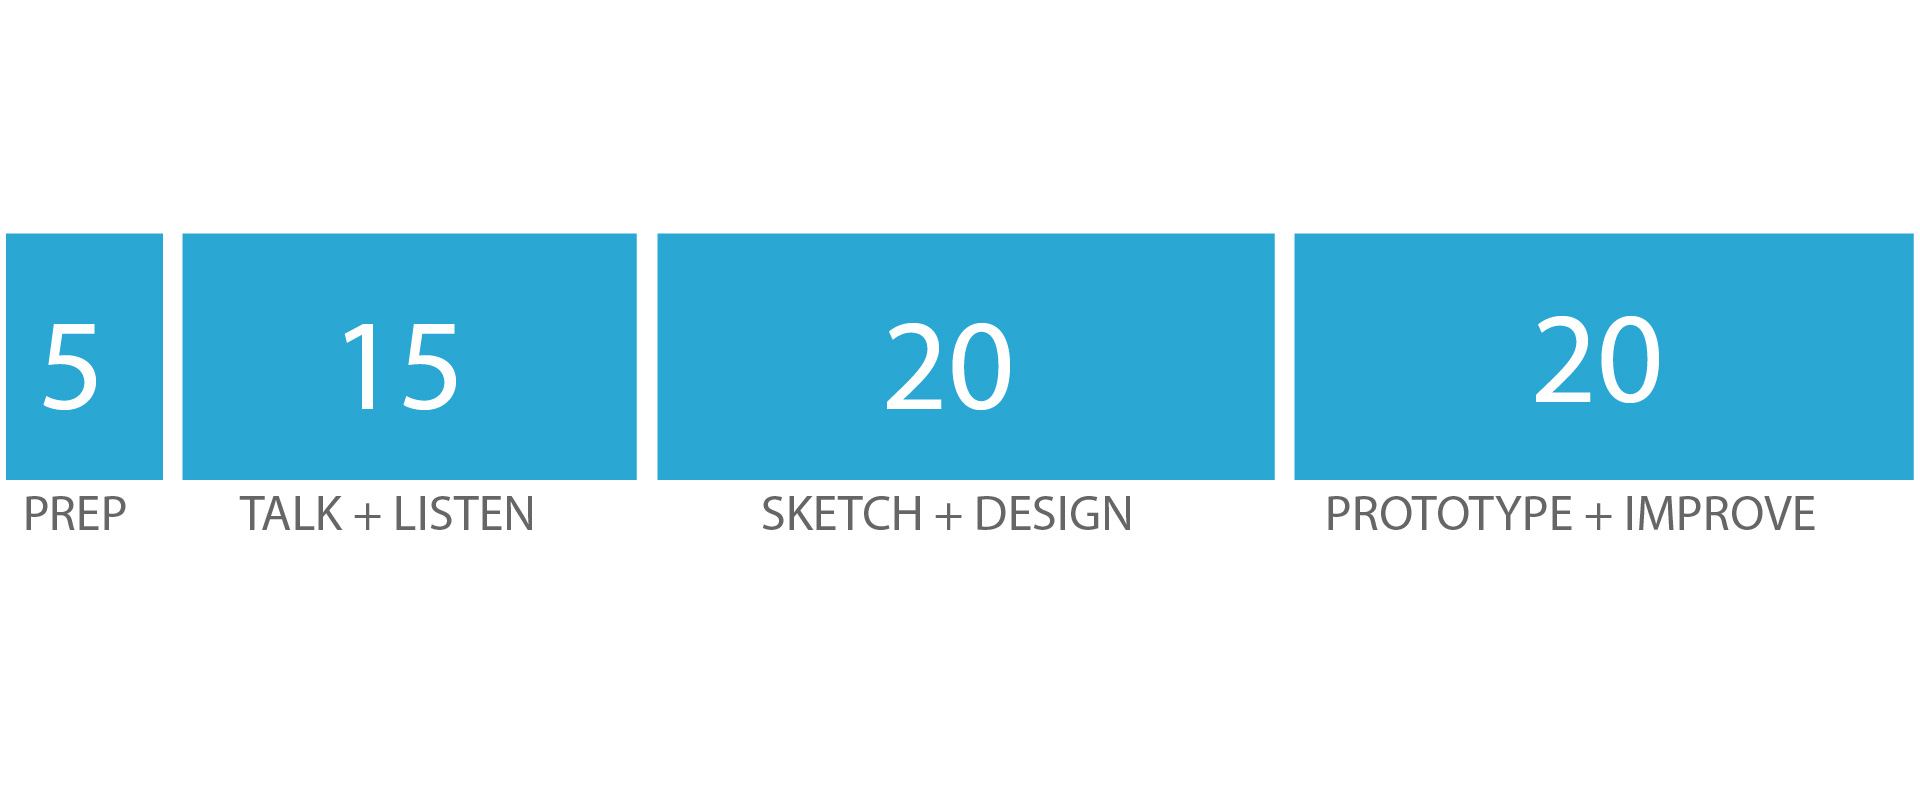 5
15
20
20
PREP
TALK + LISTEN
SKETCH + DESIGN
PROTOTYPE + IMPROVE